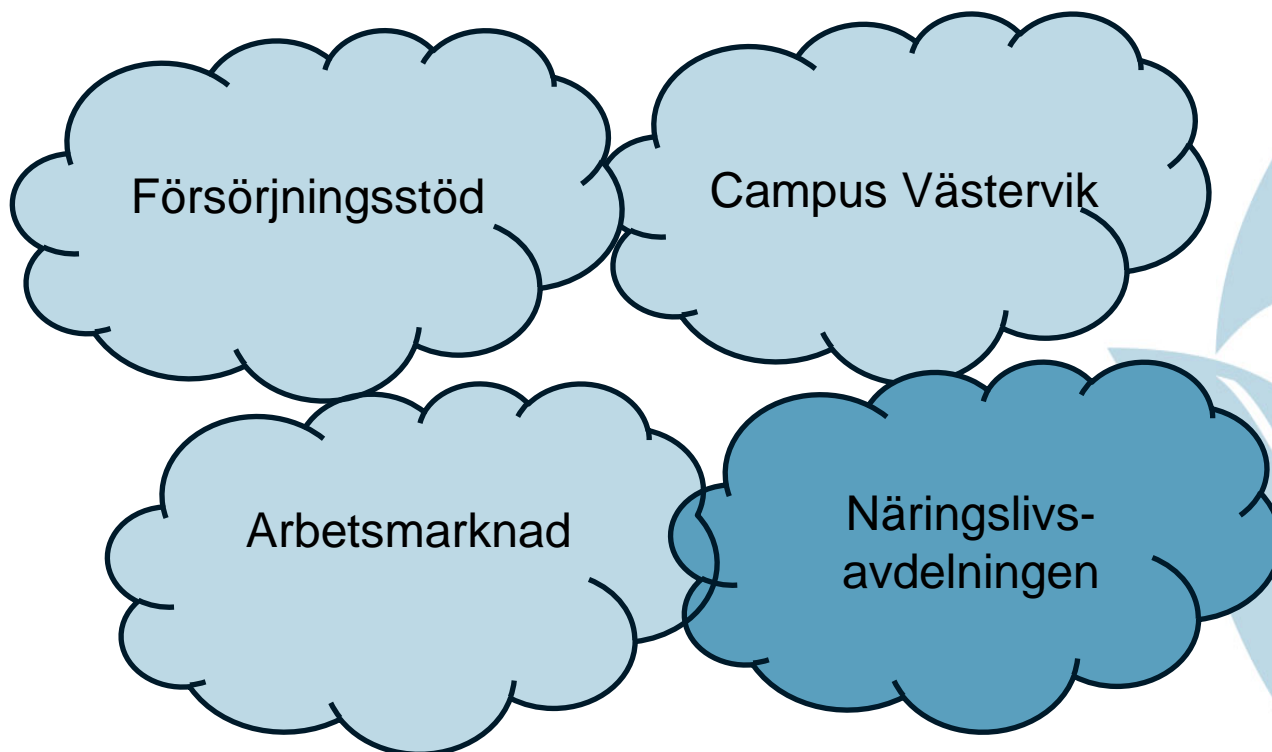 Försörjningsstöd
Campus Västervik
Arbetsmarknad
Näringslivs-
avdelningen